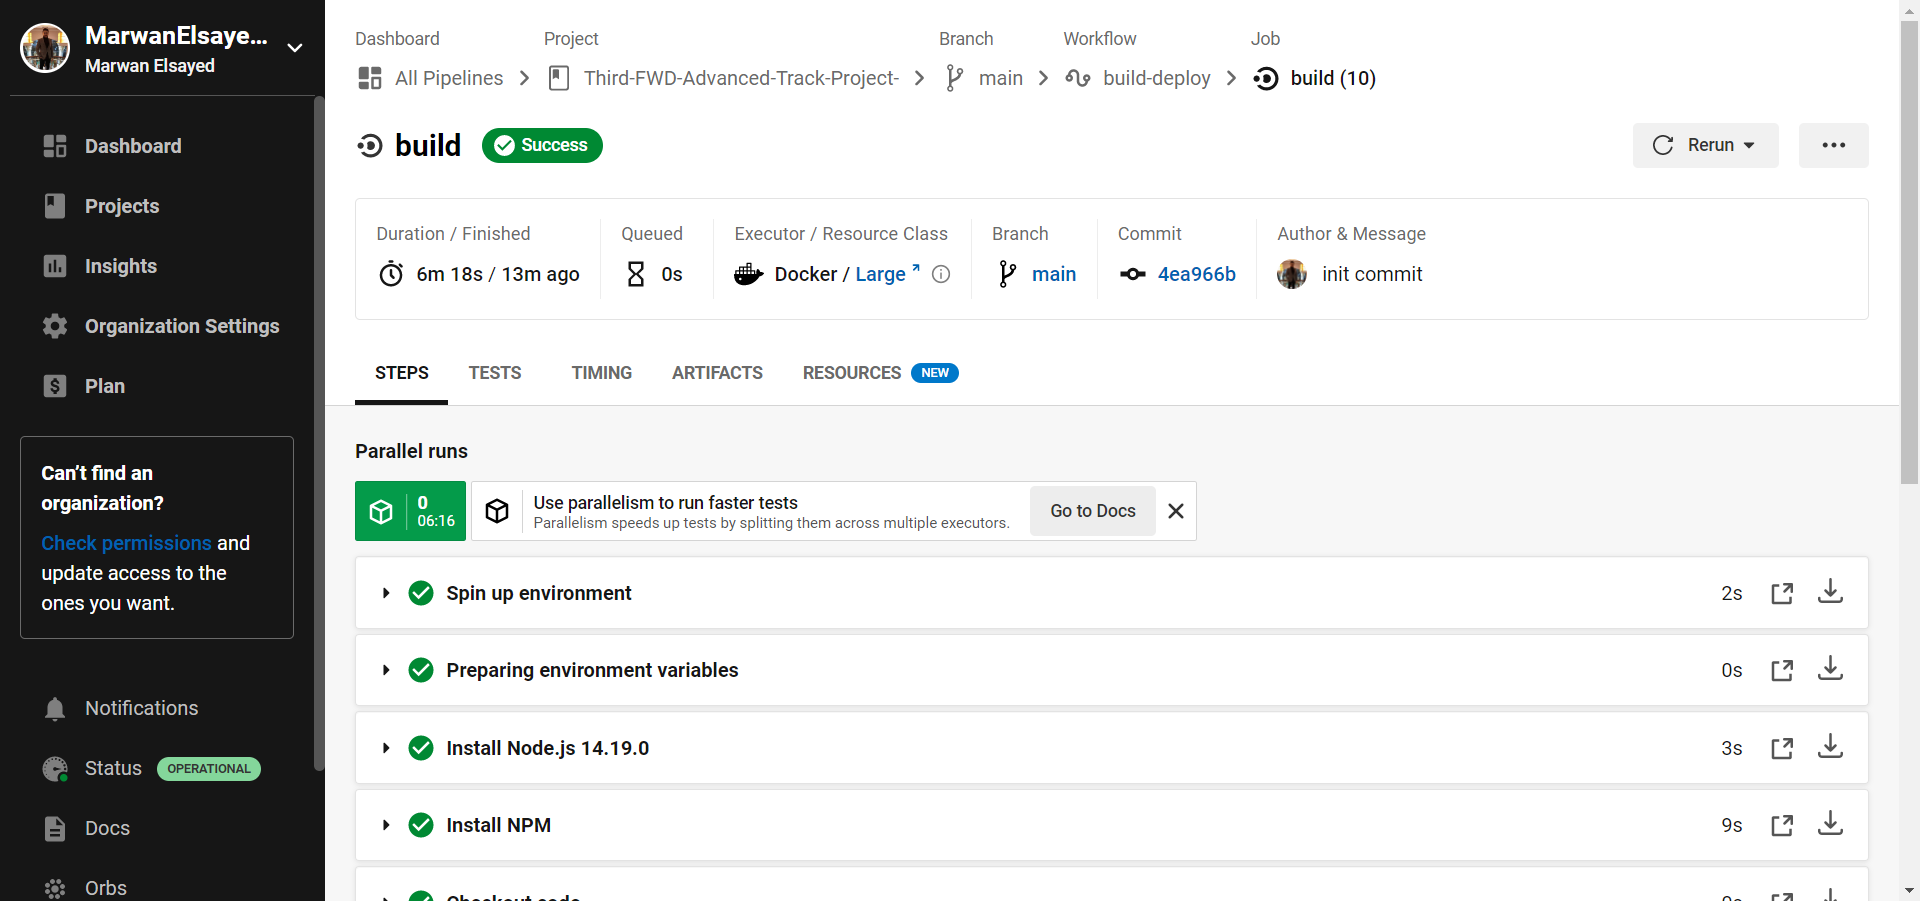 MarwanElsaye...
Marwan Elsayed
Dashboard
Projects
Insights
Organization Settings
Plan
Can't find an
organization?
Check permissions and
update access to the
ones you want.
Notifications
Status OPERATIONAL
Docs
Orbs
Dashboard Project Branch Workflow Job
All Pipelines Third-FWD-Advanced-Track-Project- main build-deploy build (10)
build Success Rerun
Duration / Finished Queued Executor / Resource Class Branch Commit Author & Message
6m 18s / 13m ago 0s Docker / Large main 4ea966b init commit
STEPS TESTS TIMING ARTIFACTS RESOURCES NEW
Parallel runs
0
06:16
Use parallelism to run faster tests
Parallelism speeds up tests by splitting them across multiple executors.
Go to Docs
Spin up environment 2s
Preparing environment variables 0s
Install Node.js 14.19.0 3s
Install NPM 9s
Checkout code